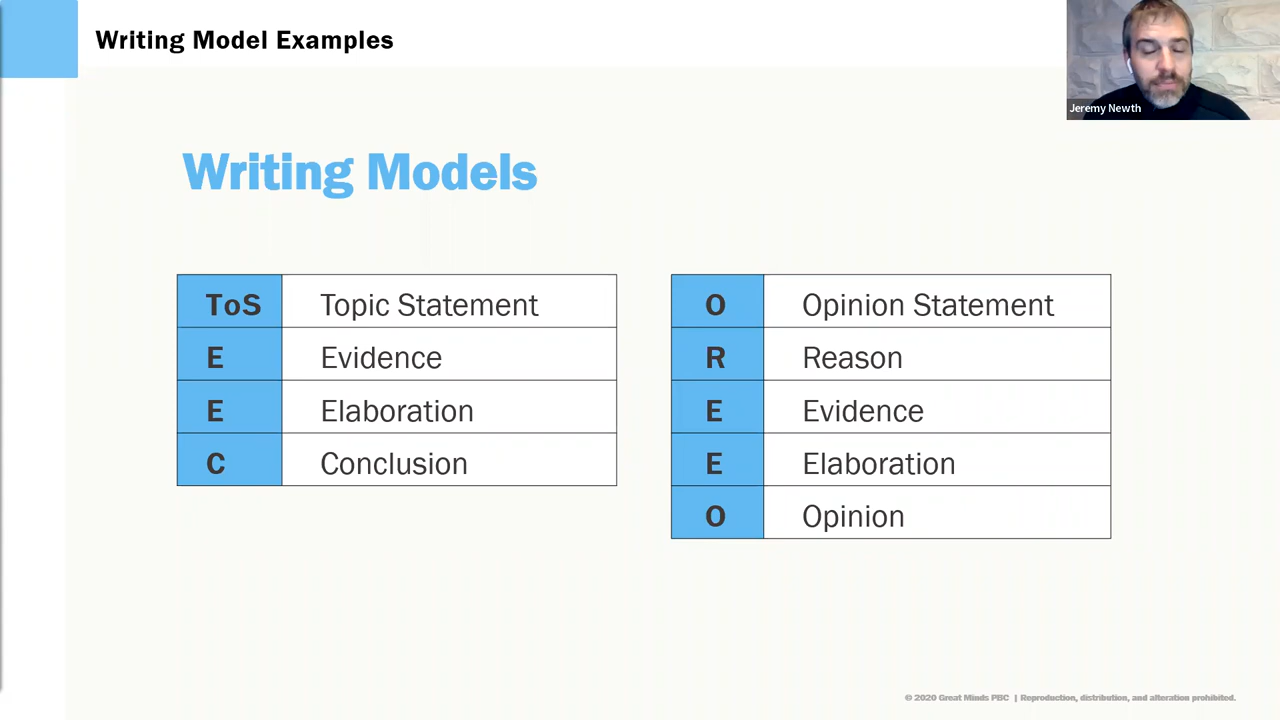 Writing Model Examples
Jeremy Newth
Writing Models
ToS Topic Statement
E Evidence
E Elaboration
C Conclusion
O Opinion Statement
R Reason
E Evidence
E Elaboration
O Opinion
© 2020 Great Minds PBC | Reproduction, distribution, and alteration prohibited.